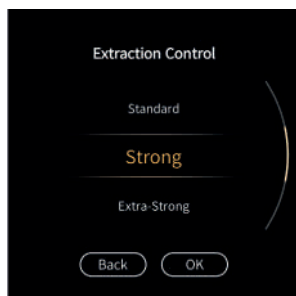 Extraction Control
Standard
Strong
Extra-Strong
Back OK